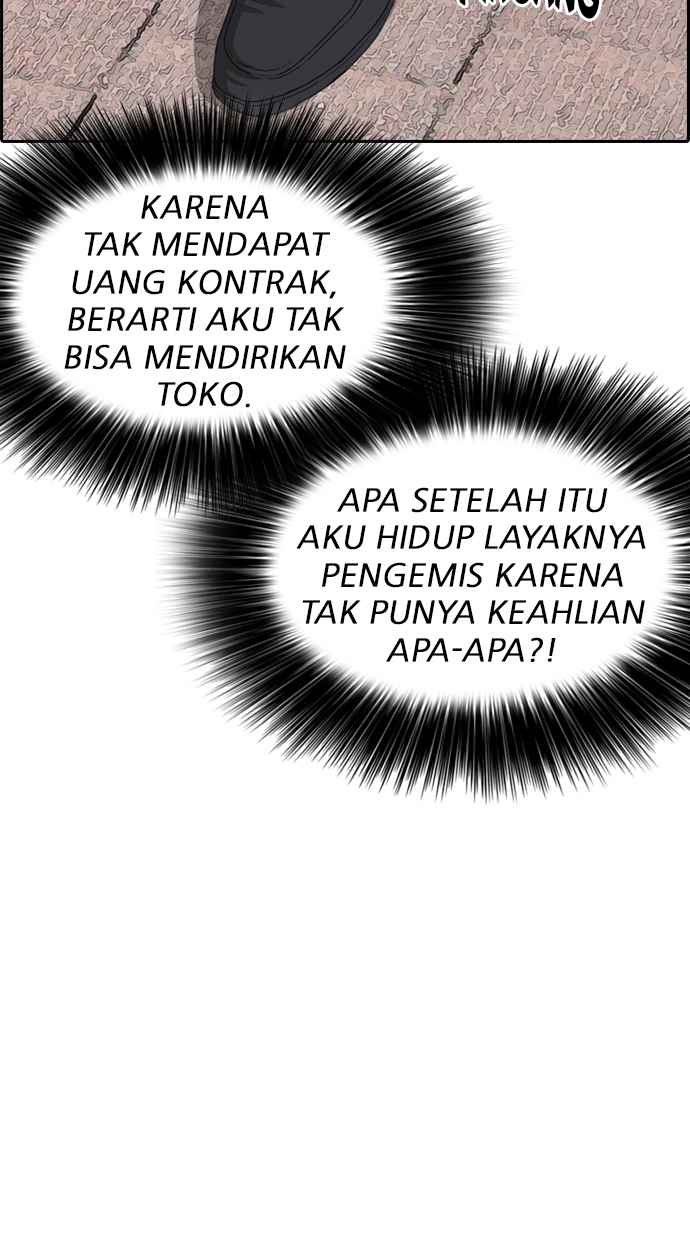 KARENA
TAK MENDAPAT
UANG KONTRAK,
BERARTI AKU TAK
BISA MENDIRIKAN
TOKO.
APA SETELAH ITU
AKU HIDUP LAYAKNYA
PENGEMIS KARENA
TAK PUNYA KEAHLIAN
APA-APA?!